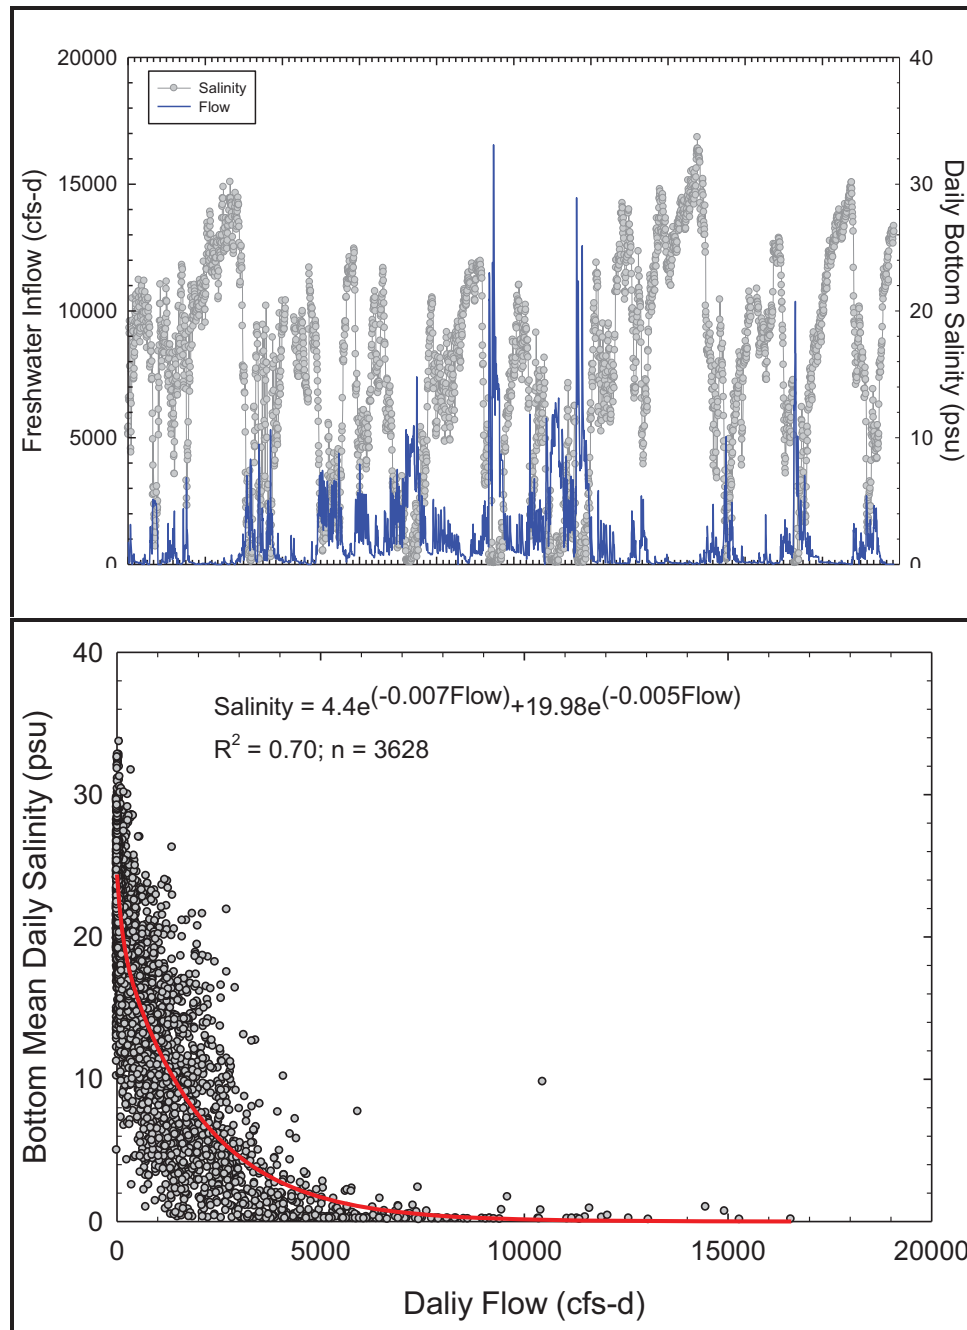 20000
15000
10000
5000
0
Freshwater Inflow (cfs-d)
Salinity
Flow
40
30
20
10
0
Daily Bottom Salinity (psu)
40
30
20
10
0
Bottom Mean Daily Salinity (psu)
Salinity = 4.4e^(-0.007Flow)+19.98e^(-0.005Flow)
R² = 0.70; n = 3628
0 5000 10000 15000 20000
Daliy Flow (cfs-d)